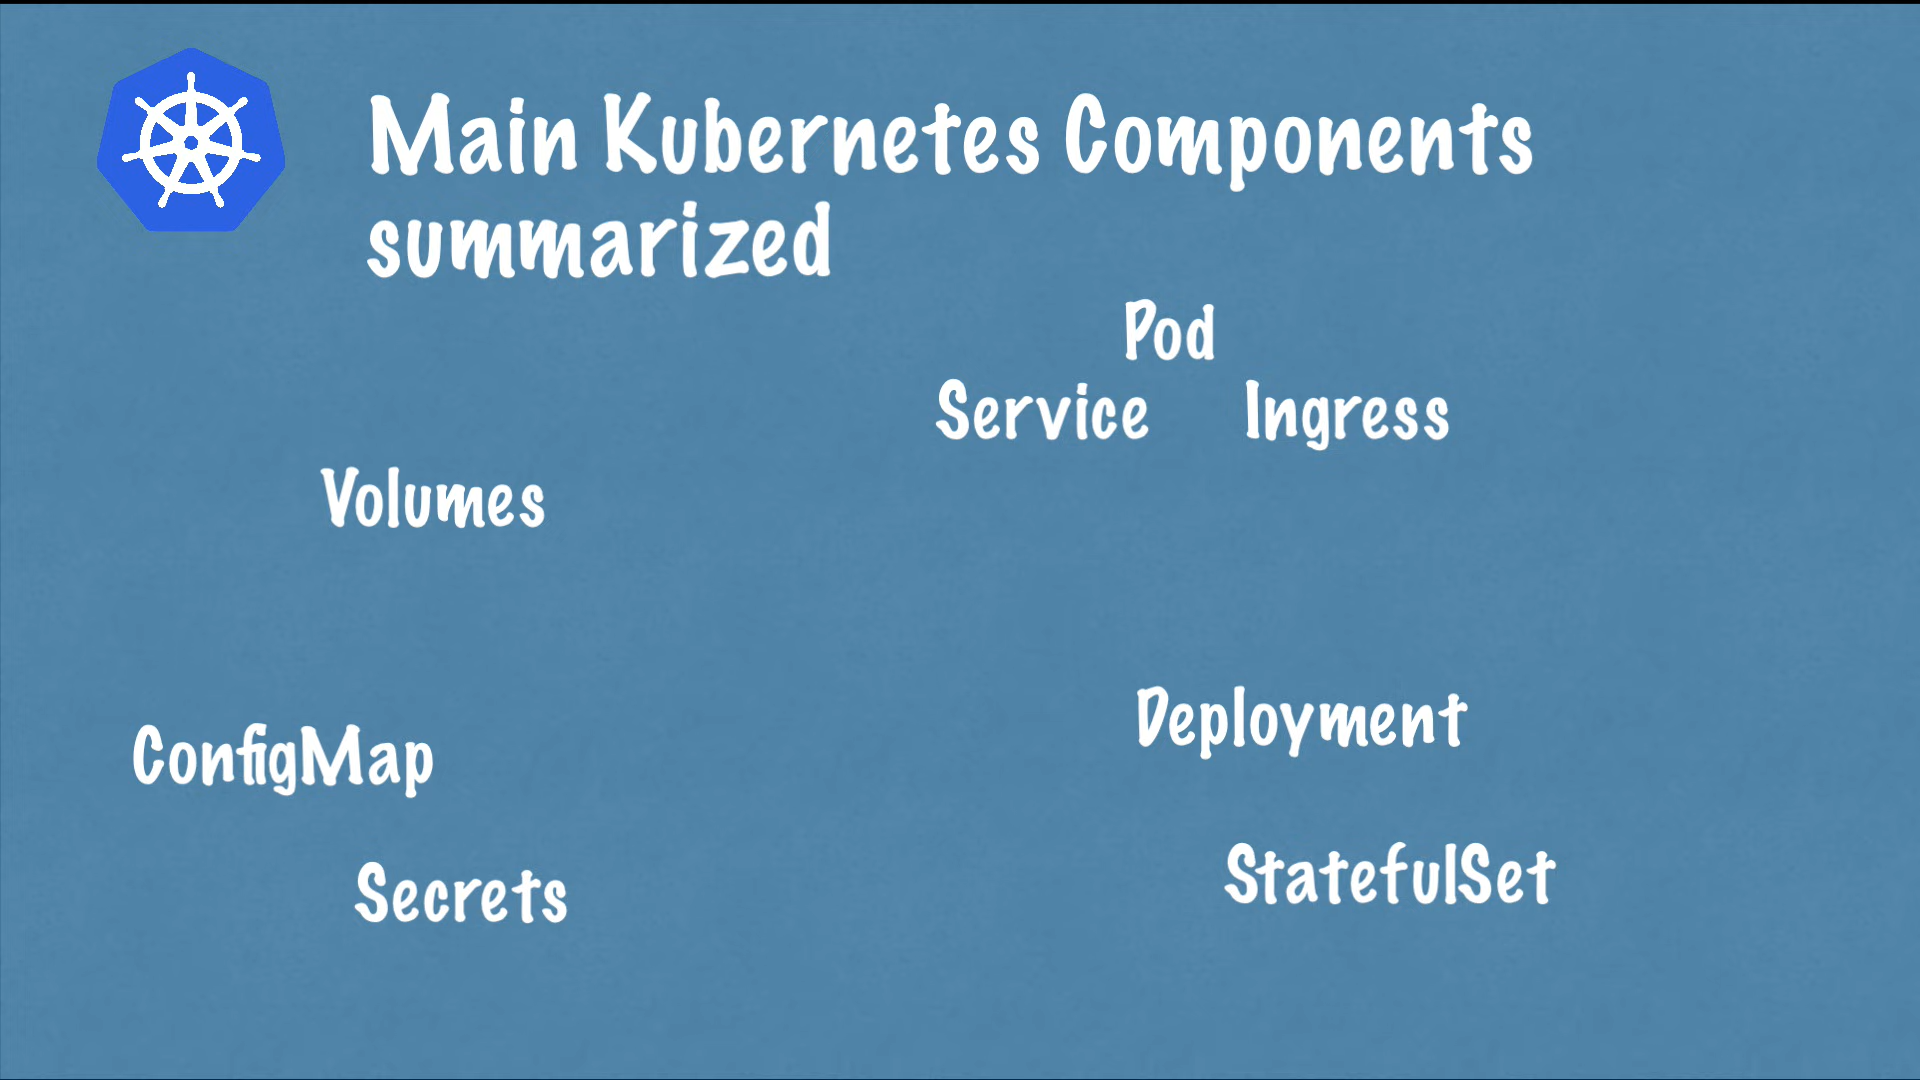 Main Kubernetes Components
summarized
Pod
Service Ingress
Volumes
Deployment
ConfigMap
StatefulSet
Secrets